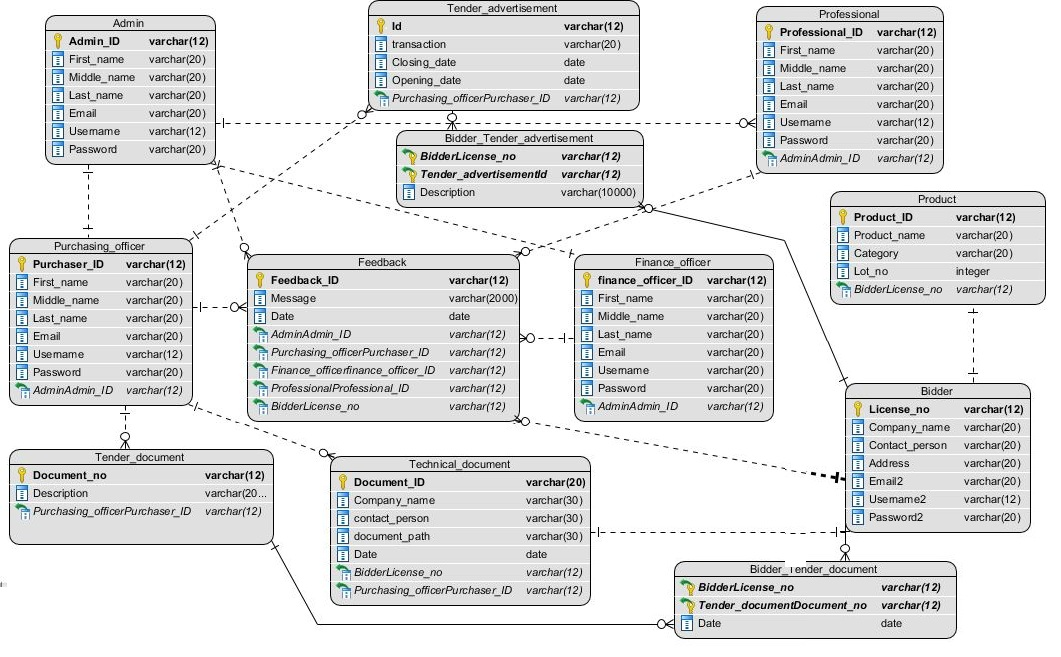 Admin
Admin_ID varchar(12)
First_name varchar(20)
Middle_name varchar(20)
Last_name varchar(20)
Email varchar(20)
Username varchar(12)
Password varchar(20)
Tender_advertisement
Id varchar(12)
transaction varchar(20)
Closing_date date
Opening_date date
Purchasing_officerPurchaser_ID varchar(12)
Professional
Professional_ID varchar(12)
First_name varchar(20)
Middle_name varchar(20)
Last_name varchar(20)
Email varchar(20)
Username varchar(12)
Password varchar(20)
AdminAdmin_ID varchar(12)
Bidder_Tender_advertisement
BidderLicense_no varchar(12)
Tender_advertisementId varchar(12)
Description varchar(10000)
Product
Product_ID varchar(12)
Product_name varchar(20)
Category varchar(20)
Lot_no integer
BidderLicense_no varchar(12)
Purchasing_officer
Purchaser_ID varchar(12)
First_name varchar(20)
Middle_name varchar(20)
Last_name varchar(20)
Email varchar(20)
Username varchar(12)
Password varchar(20)
AdminAdmin_ID varchar(12)
Feedback
Feedback_ID varchar(12)
Message varchar(2000)
Date date
AdminAdmin_ID varchar(12)
Purchasing_officerPurchaser_ID varchar(12)
Finance_officerfinance_officer_ID varchar(12)
ProfessionalProfessional_ID varchar(12)
BidderLicense_no varchar(12)
Finance_officer
finance_officer_ID varchar(12)
First_name varchar(20)
Middle_name varchar(20)
Last_name varchar(20)
Email varchar(20)
Username varchar(20)
Password varchar(20)
AdminAdmin_ID varchar(12)
Bidder
License_no varchar(12)
Company_name varchar(20)
Contact_person varchar(20)
Address varchar(20)
Email2 varchar(20)
Username2 varchar(12)
Password2 varchar(20)
Tender_document
Document_no varchar(12)
Description varchar(20...
Purchasing_officerPurchaser_ID varchar(12)
Technical_document
Document_ID varchar(20)
Company_name varchar(30)
contact_person varchar(30)
document_path varchar(30)
Date date
BidderLicense_no varchar(12)
Purchasing_officerPurchaser_ID varchar(12)
Bidder_Tender_document
BidderLicense_no varchar(12)
Tender_documentDocument_no varchar(12)
Date date